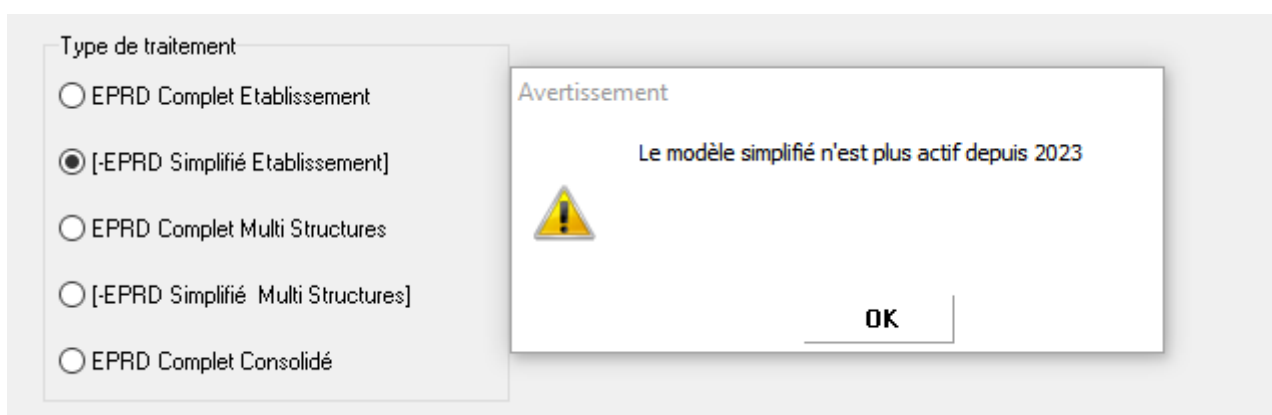 Type de traitement
EPRD Complet Etablissement
[-EPRD Simplifié Etablissement]
EPRD Complet Multi Structures
[-EPRD Simplifié  Multi Structures]
EPRD Complet Consolidé
Avertissement
Le modèle simplifié n'est plus actif depuis 2023
OK